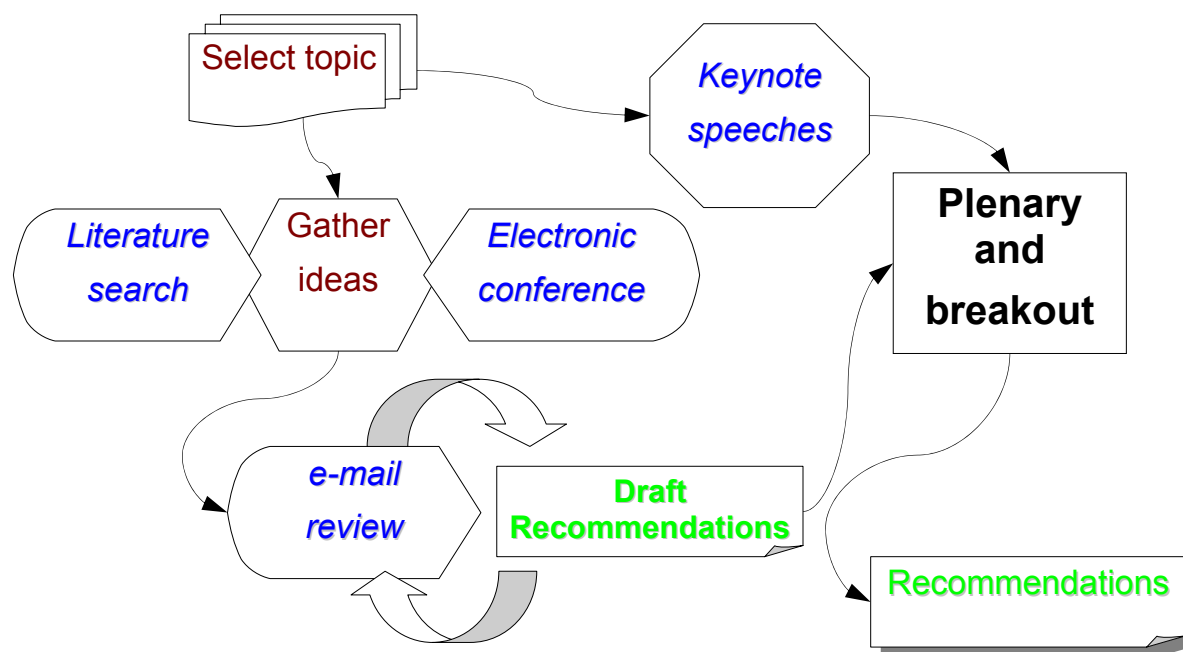 Select topic
Keynote
speeches
Literature
search
Gather
ideas
Electronic
conference
Plenary
and
breakout
e-mail
review
Draft
Recommendations
Recommendations